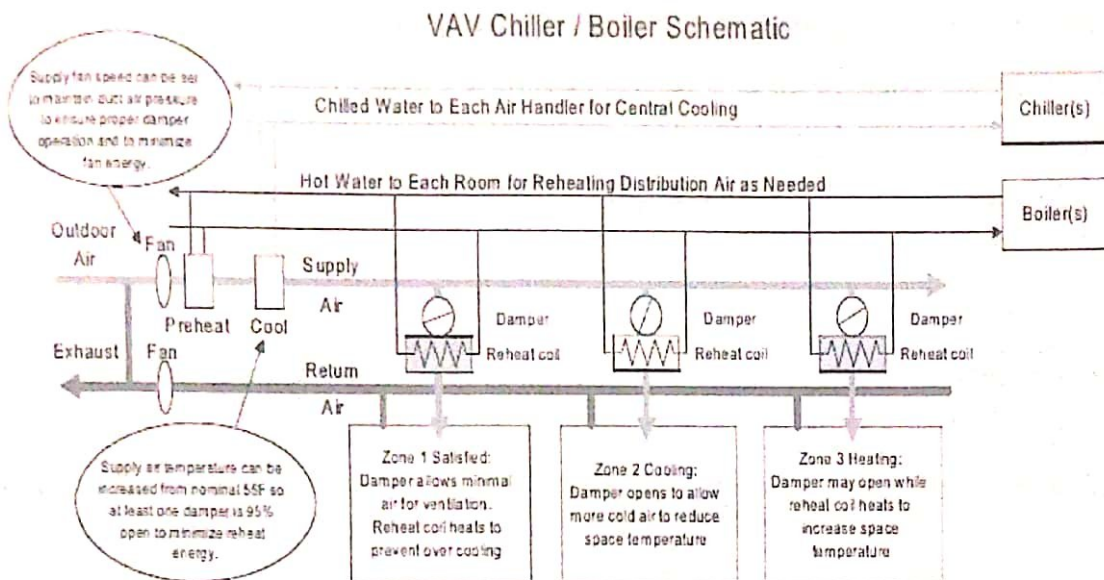 VAV Chiller / Boiler Schematic
Supply fan speed can be set
to maintain duct air pressure
to ensure proper damper
operation and to minimize
fan energy.
Chilled Water to Each Air Handler for Central Cooling
Chiller(s)
Hot Water to Each Room for Reheating Distribution Air as Needed
Boiler(s)
Outdoor
Air
Fan
Preheat
Cool
Supply
Air
Damper
Reheat coil
Damper
Reheat coil
Damper
Reheat coil
Exhaust
Fan
Return
Air
Supply air temperature can be
increased from nominal 55F so
at least one damper is 95%
open to minimize reheat
energy.
Zone 1 Satisfied:
Damper allows minimal
air for ventilation.
Reheat coil heats to
prevent over cooling
Zone 2 Cooling:
Damper opens to allow
more cold air to reduce
space temperature
Zone 3 Heating:
Damper may open while
reheat coil heats to
increase space
temperature